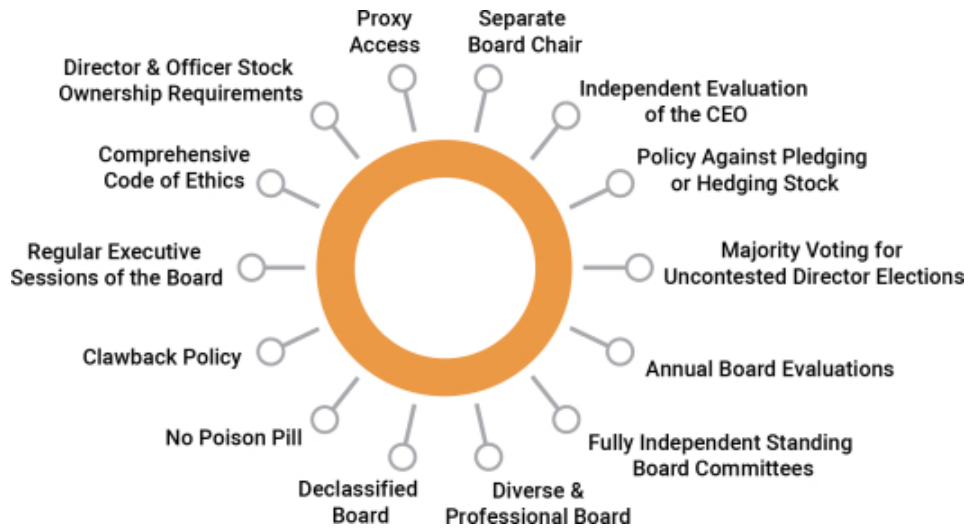 Proxy
Access
Separate
Board Chair
Director & Officer Stock
Ownership Requirements
Independent Evaluation
of the CEO
Comprehensive
Code of Ethics
Policy Against Pledging
or Hedging Stock
Regular Executive
Sessions of the Board
Majority Voting for
Uncontested Director Elections
Clawback Policy
Annual Board Evaluations
No Poison Pill
Fully Independent Standing
Board Committees
Declassified
Board
Diverse &
Professional Board